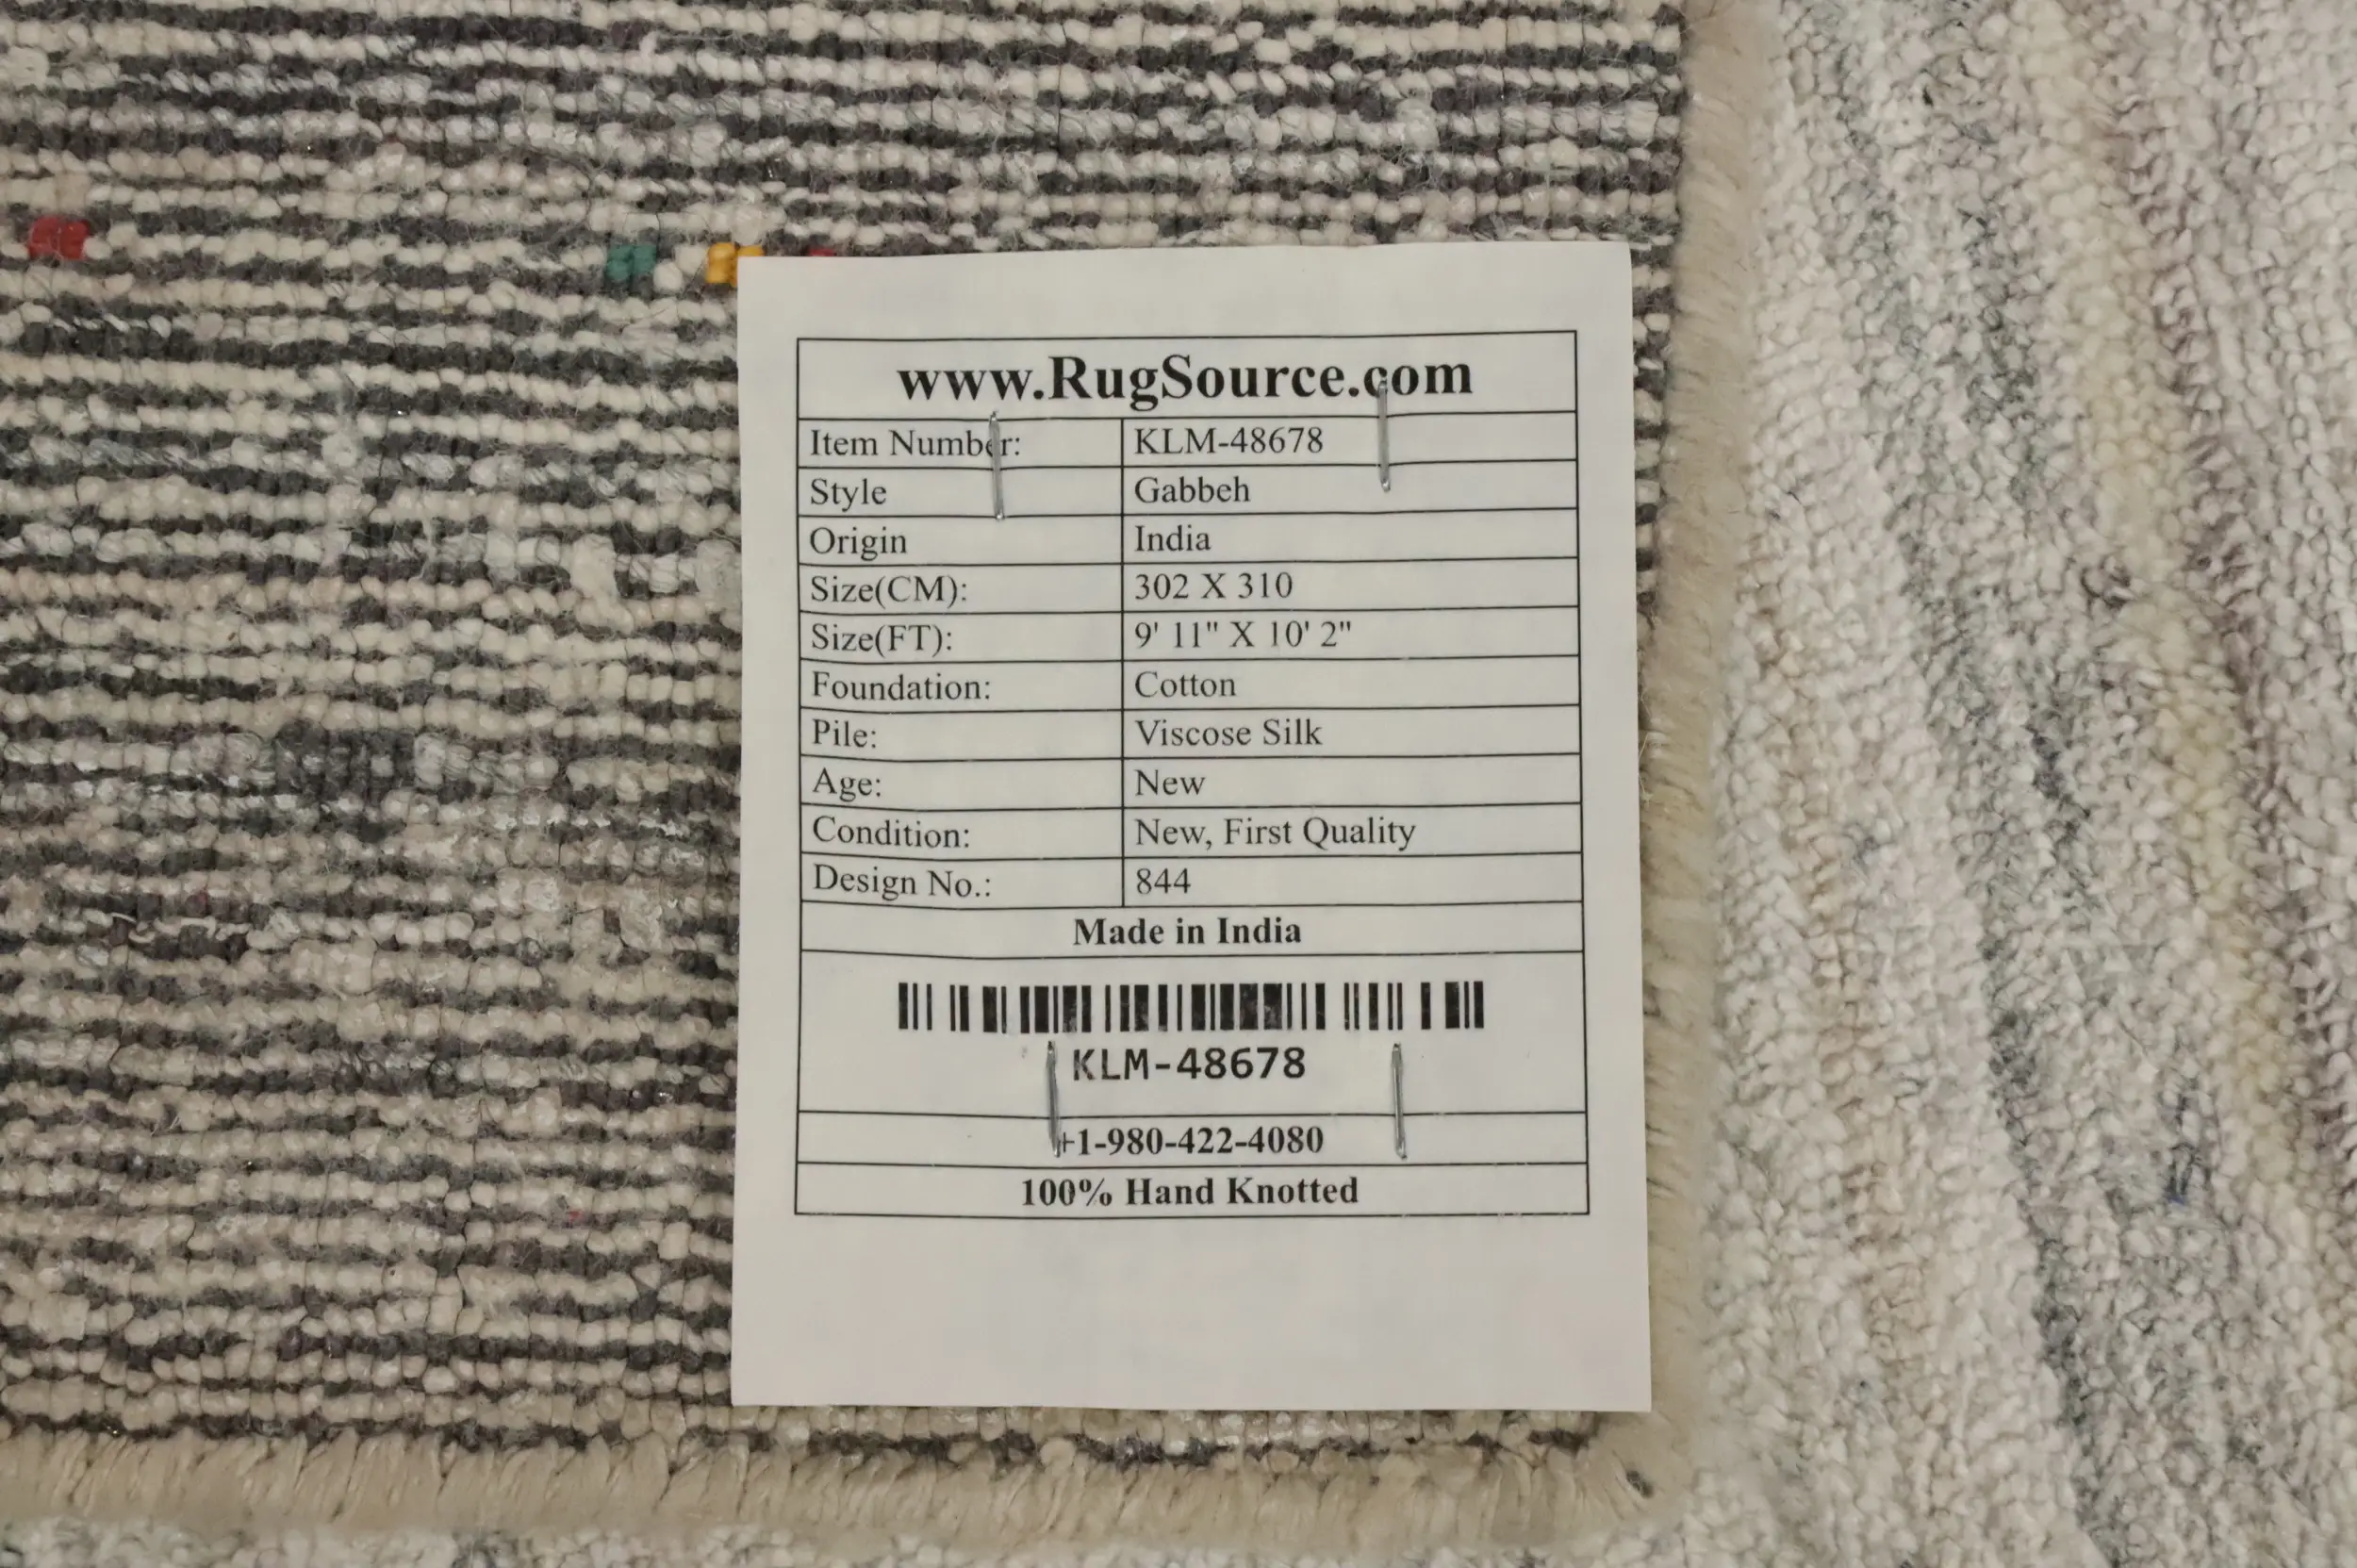 www.RugSource.com
Item Number: KLM-48678
Style Gabbeh
Origin India
Size(CM): 302 X 310
Size(FT): 9' 11" X 10' 2"
Foundation: Cotton
Pile: Viscose Silk
Age: New
Condition: New, First Quality
Design No.: 844
Made in India
KLM-48678
+1-980-422-4080
100% Hand Knotted